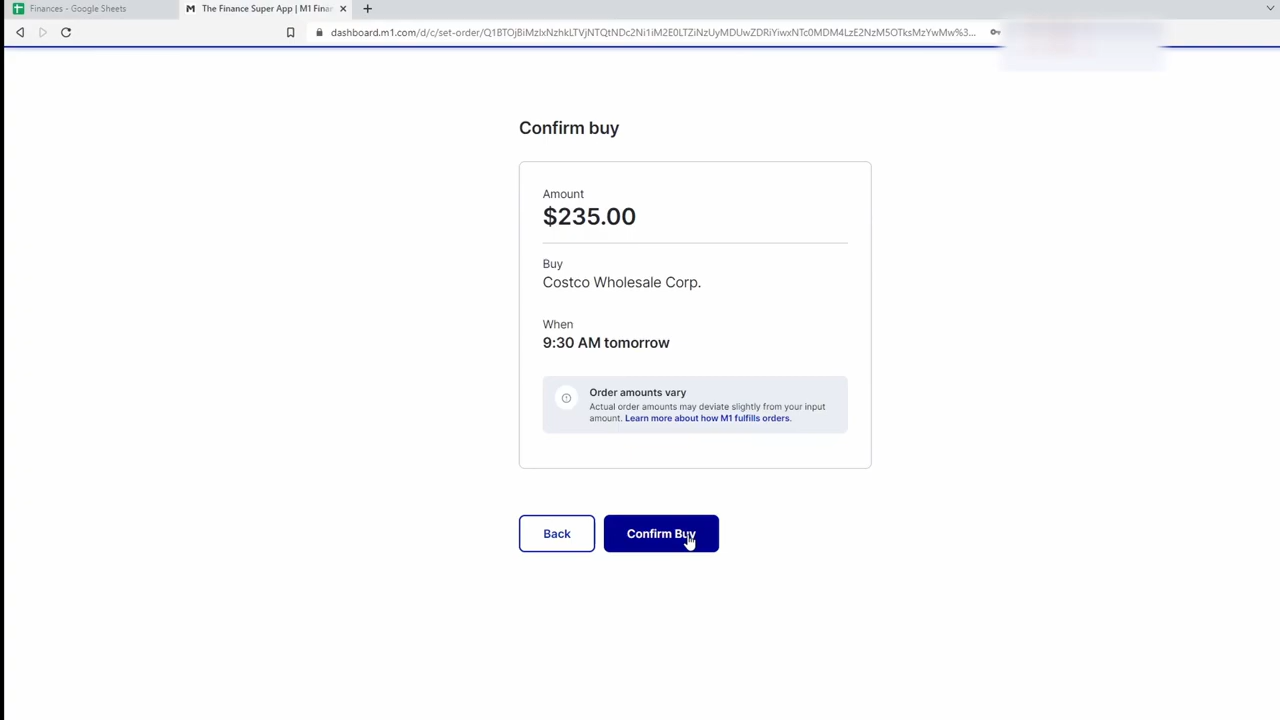 Finances - Google Sheets
The Finance Super App | M1 Finan
dashboard.m1.com/d/c/set-order/Q1BTOjBiMzIxNzhkLTVjNTQtNDc2Ni1iM2E0LTZiNzUyMDUwZDRiYiwxNTc0MDM4LzE2NzM5OTksMzYwMw%3...
Confirm buy
Amount
$235.00
Buy
Costco Wholesale Corp.
When
9:30 AM tomorrow
Order amounts vary
Actual order amounts may deviate slightly from your input
amount. Learn more about how M1 fulfills orders.
Back
Confirm Buy